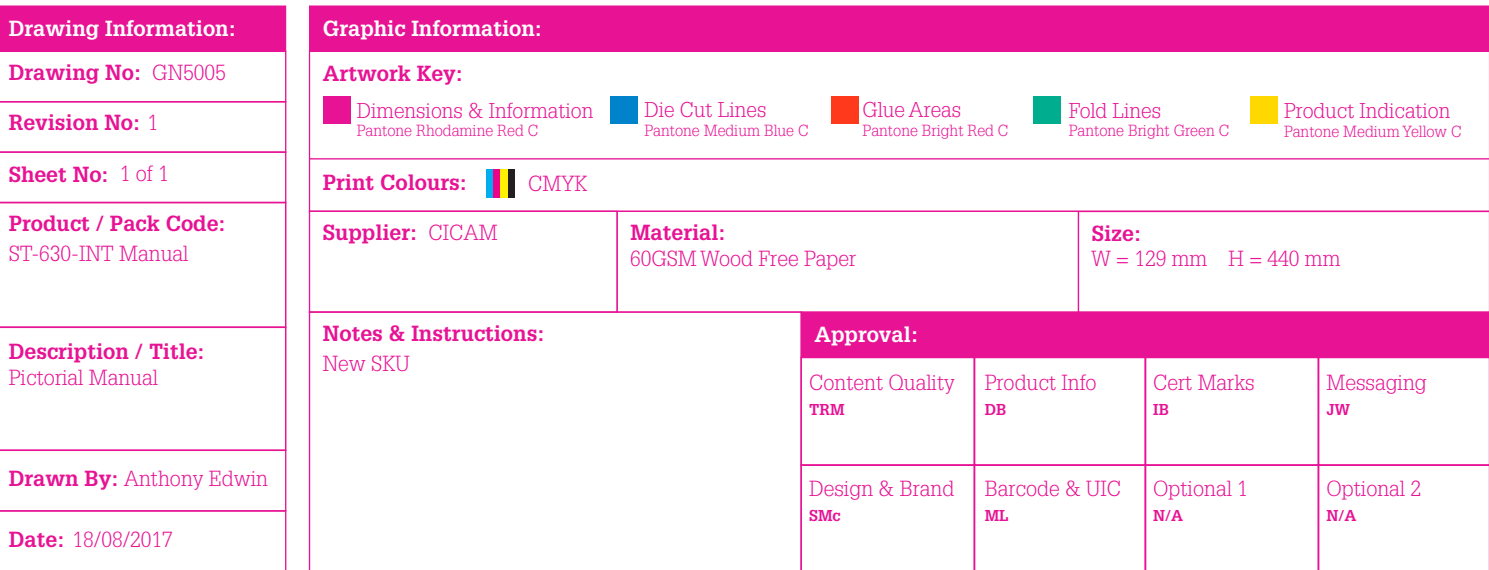 Drawing Information:
Drawing No: GN5005
Revision No: 1
Sheet No: 1 of 1
Product / Pack Code:
ST-630-INT Manual
Description / Title:
Pictorial Manual
Drawn By: Anthony Edwin
Date: 18/08/2017
Graphic Information:
Artwork Key:
Dimensions & Information
Pantone Rhodamine Red C
Die Cut Lines
Pantone Medium Blue C
Glue Areas
Pantone Bright Red C
Fold Lines
Pantone Bright Green C
Product Indication
Pantone Medium Yellow C
Print Colours: CMYK
Supplier: CICAM
Material:
60GSM Wood Free Paper
Size:
W = 129 mm H = 440 mm
Notes & Instructions:
New SKU
Approval:
Content Quality
TRM
Product Info
DB
Cert Marks
IB
Messaging
JW
Design & Brand
SMc
Barcode & UIC
ML
Optional 1
N/A
Optional 2
N/A